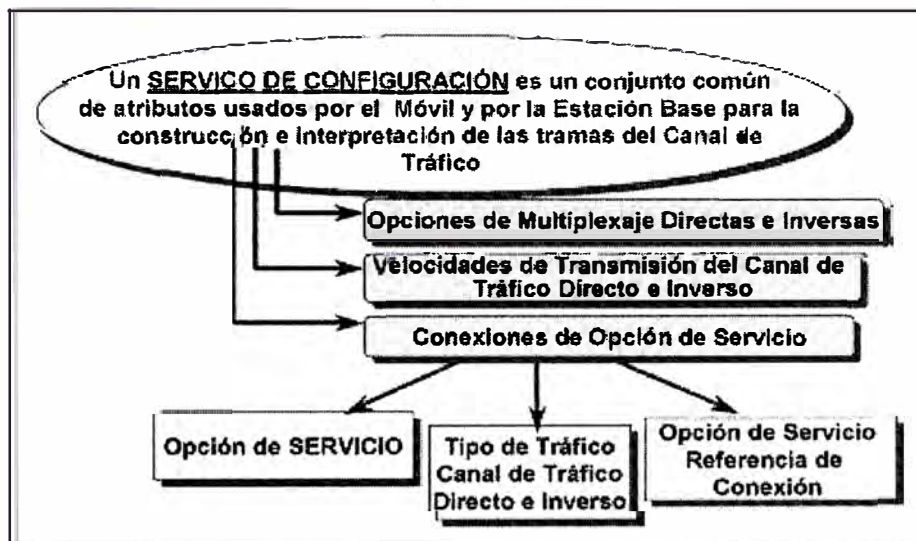 Un SERVICO DE CONFIGURACIÓN es un conjunto común
de atributos usados por el Móvil y por la Estación Base para la
construcción e interpretación de las tramas del Canal de
Tráfico
Opciones de Multiplexaje Directas e Inversas
Velocidades de Transmisión del Canal de
Tráfico Directo e Inverso
Conexiones de Opción de Servicio
Opción de SERVICIO
Tipo de Tráfico
Canal de Tráfico
Directo e Inverso
Opción de Servicio
Referencia de
Conexión